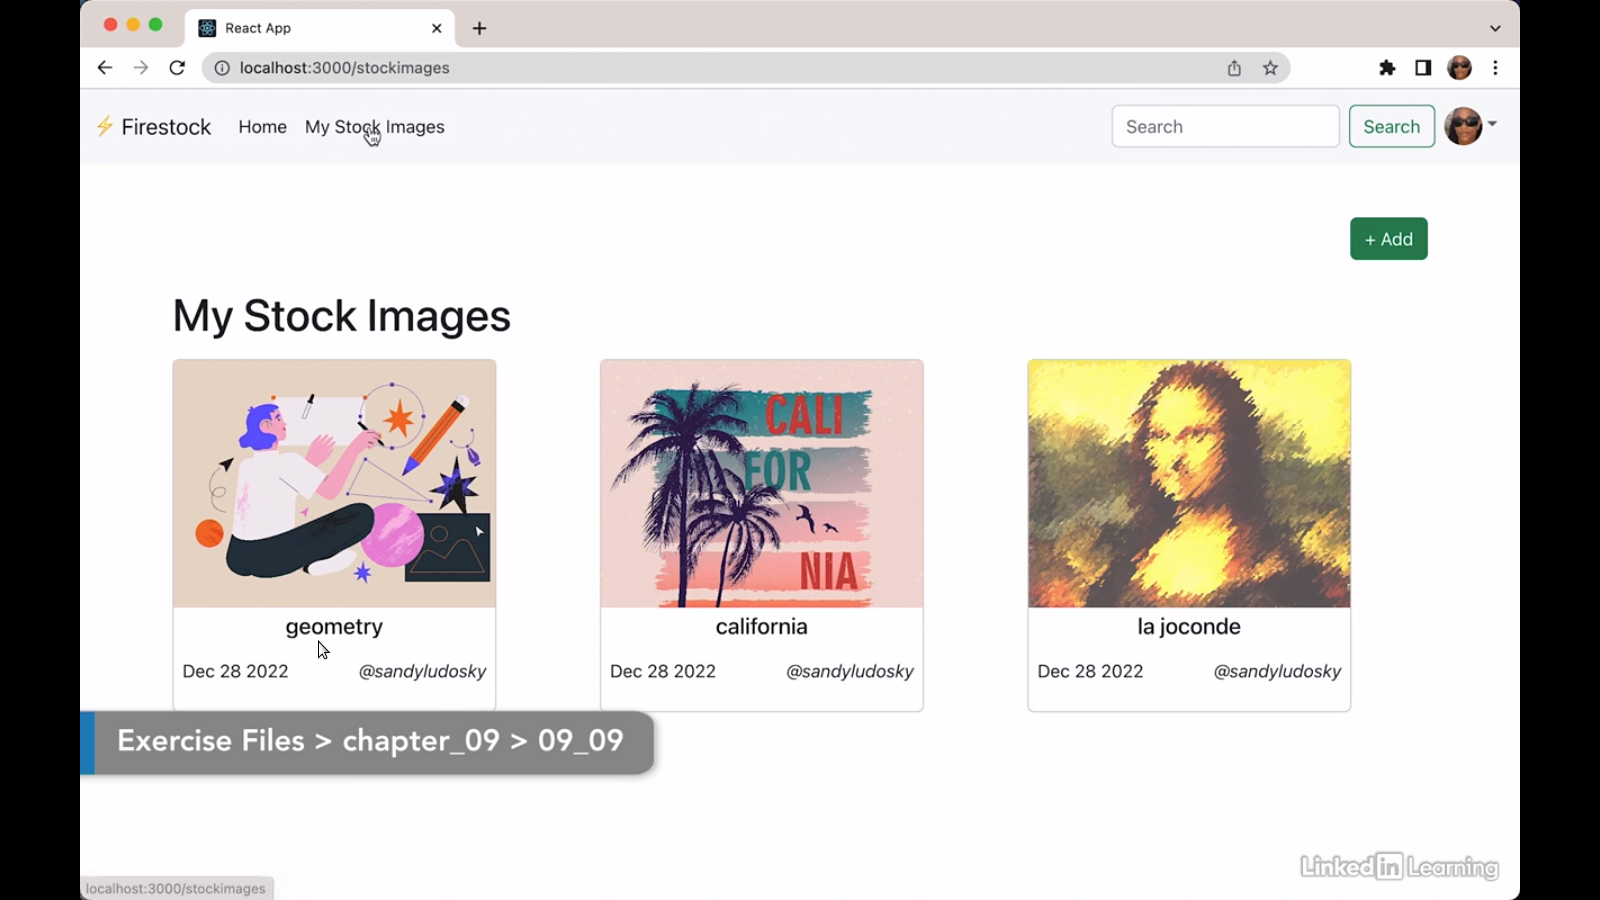 React App
localhost:3000/stockimages
⚡ Firestock Home My Stock Images Search Search
+ Add
My Stock Images
CALI
FOR
NIA
geometry
Dec 28 2022 @sandyludosky
california
Dec 28 2022 @sandyludosky
la joconde
Dec 28 2022 @sandyludosky
Exercise Files > chapter_09 > 09_09
LinkedIn Learning
localhost:3000/stockimages